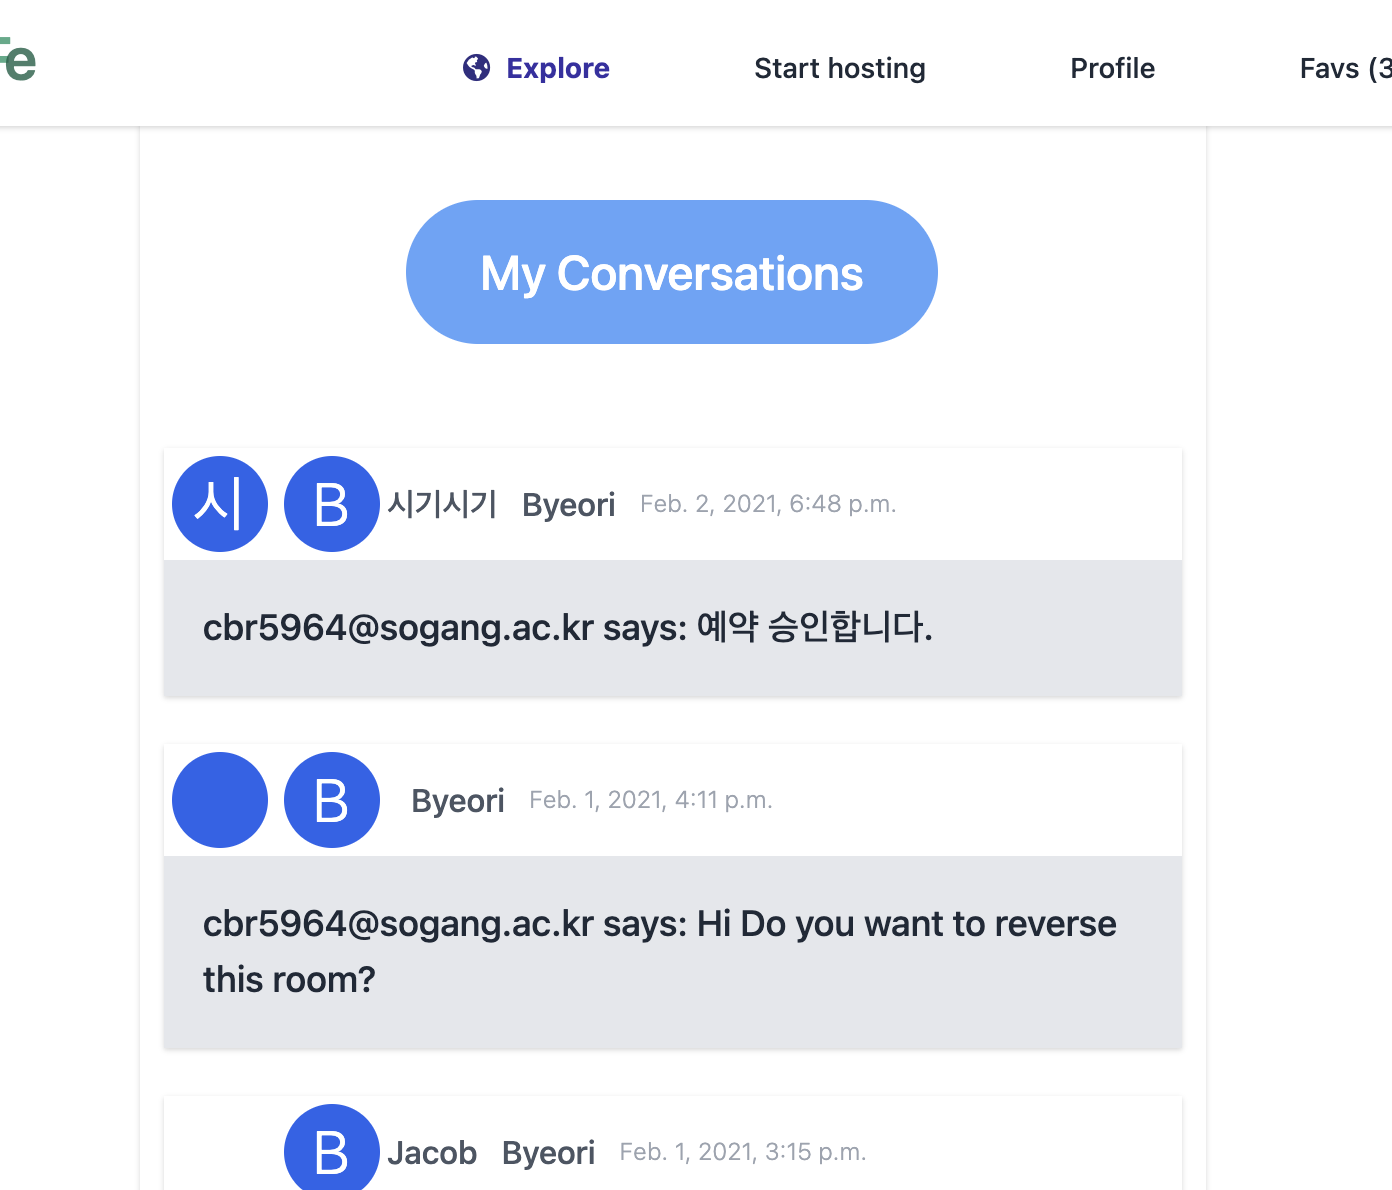 Fe Explore Start hosting Profile Favs (3
My Conversations
시 B 시기시기 Byeori Feb. 2, 2021, 6:48 p.m.
cbr5964@sogang.ac.kr says: 예약 승인합니다.
B Byeori Feb. 1, 2021, 4:11 p.m.
cbr5964@sogang.ac.kr says: Hi Do you want to reverse
this room?
B Jacob Byeori Feb. 1, 2021, 3:15 p.m.